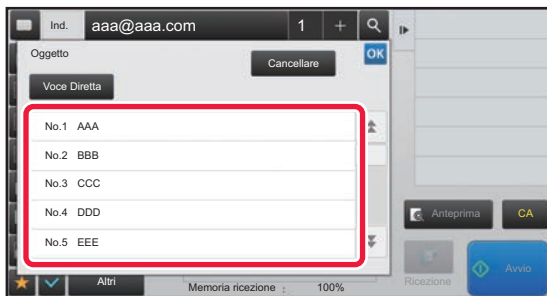 Ind. aaa@aaa.com 1 +
Oggetto
Cancellare
OK
Voce Diretta
No.1 AAA
No.2 BBB
No.3 CCC
No.4 DDD
No.5 EEE
Anteprima CA
Ricezione
Avvio
Altri
Memoria ricezione : 100%